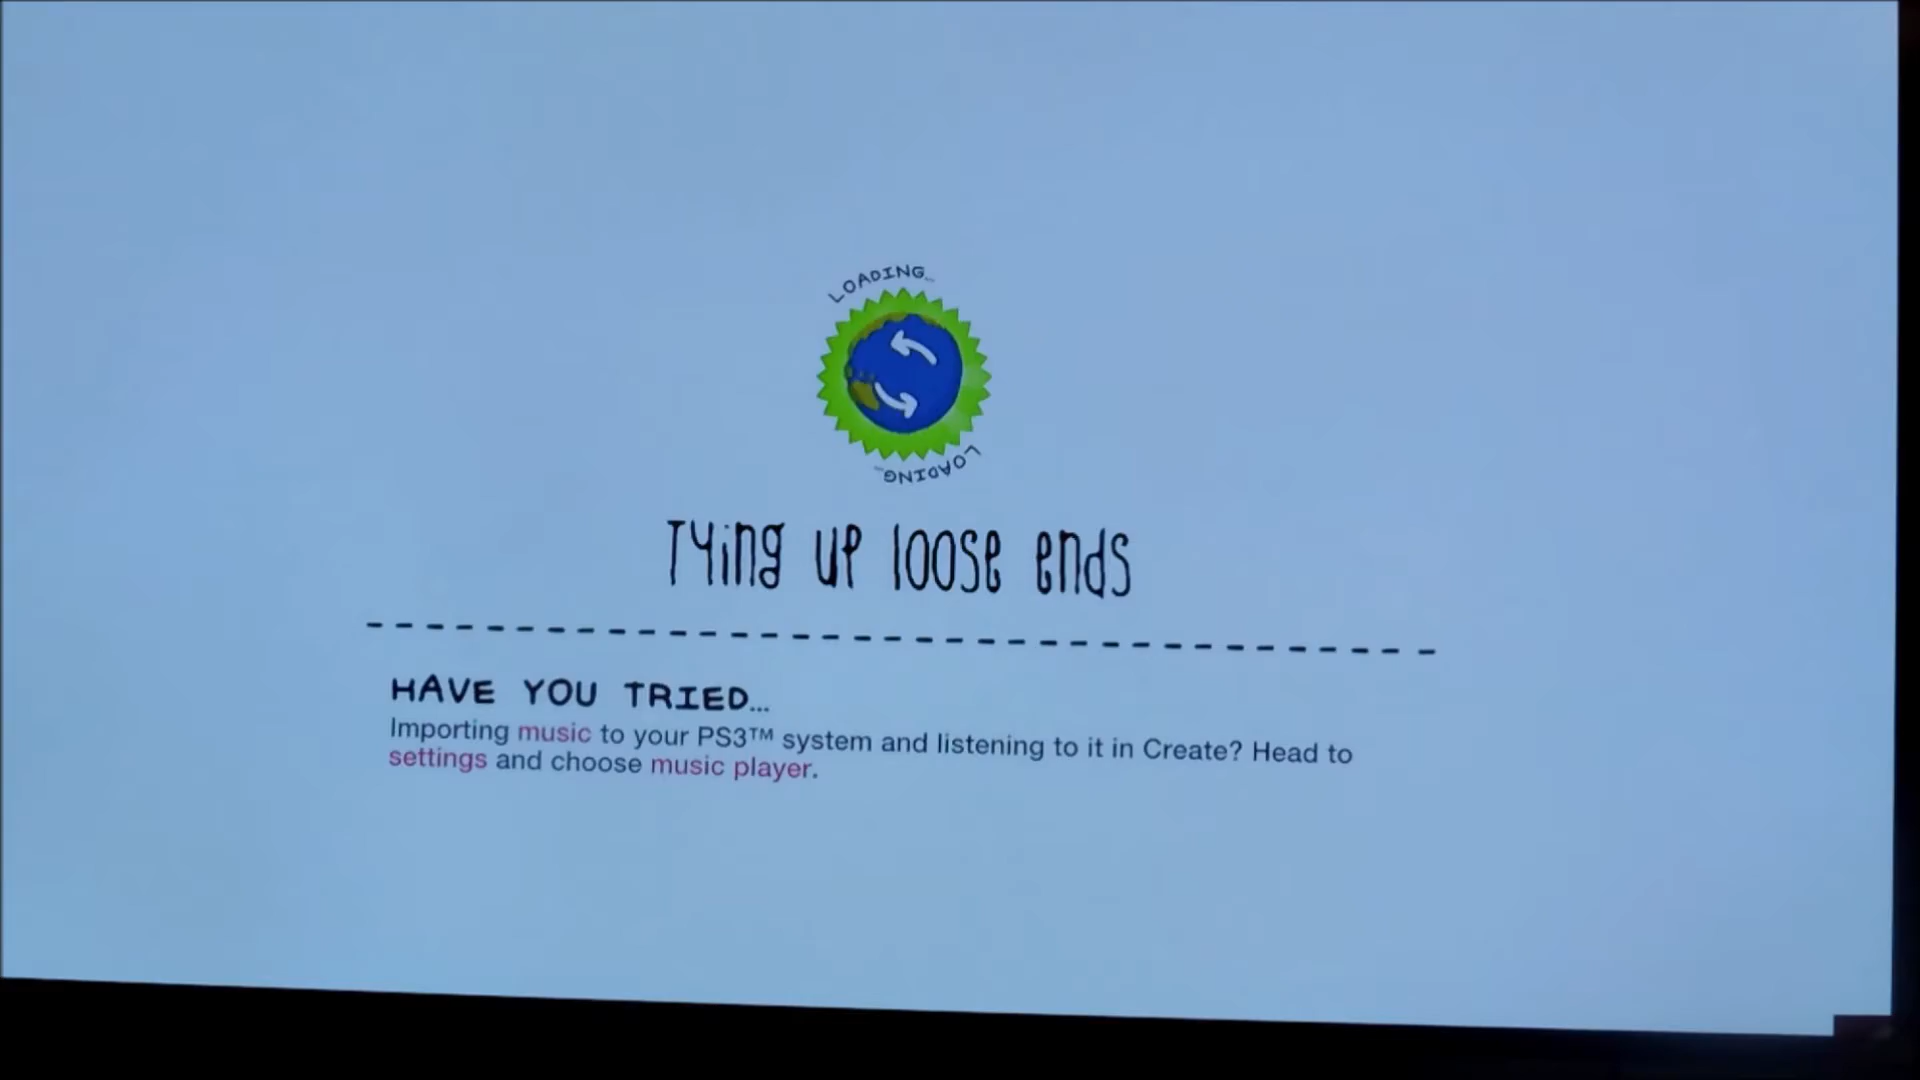 LOADING...
LOADING...
Tying up loose ends
HAVE YOU TRIED...
Importing music to your PS3™ system and listening to it in Create? Head to
settings and choose music player.